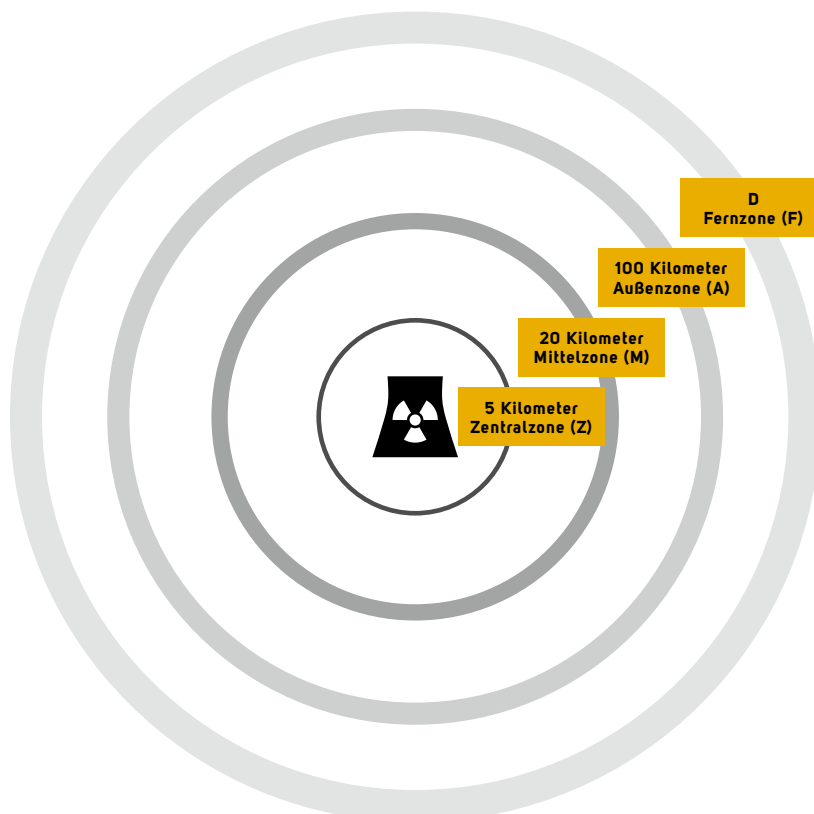 D
Fernzone (F)
100 Kilometer
Außenzone (A)
20 Kilometer
Mittelzone (M)
5 Kilometer
Zentralzone (Z)